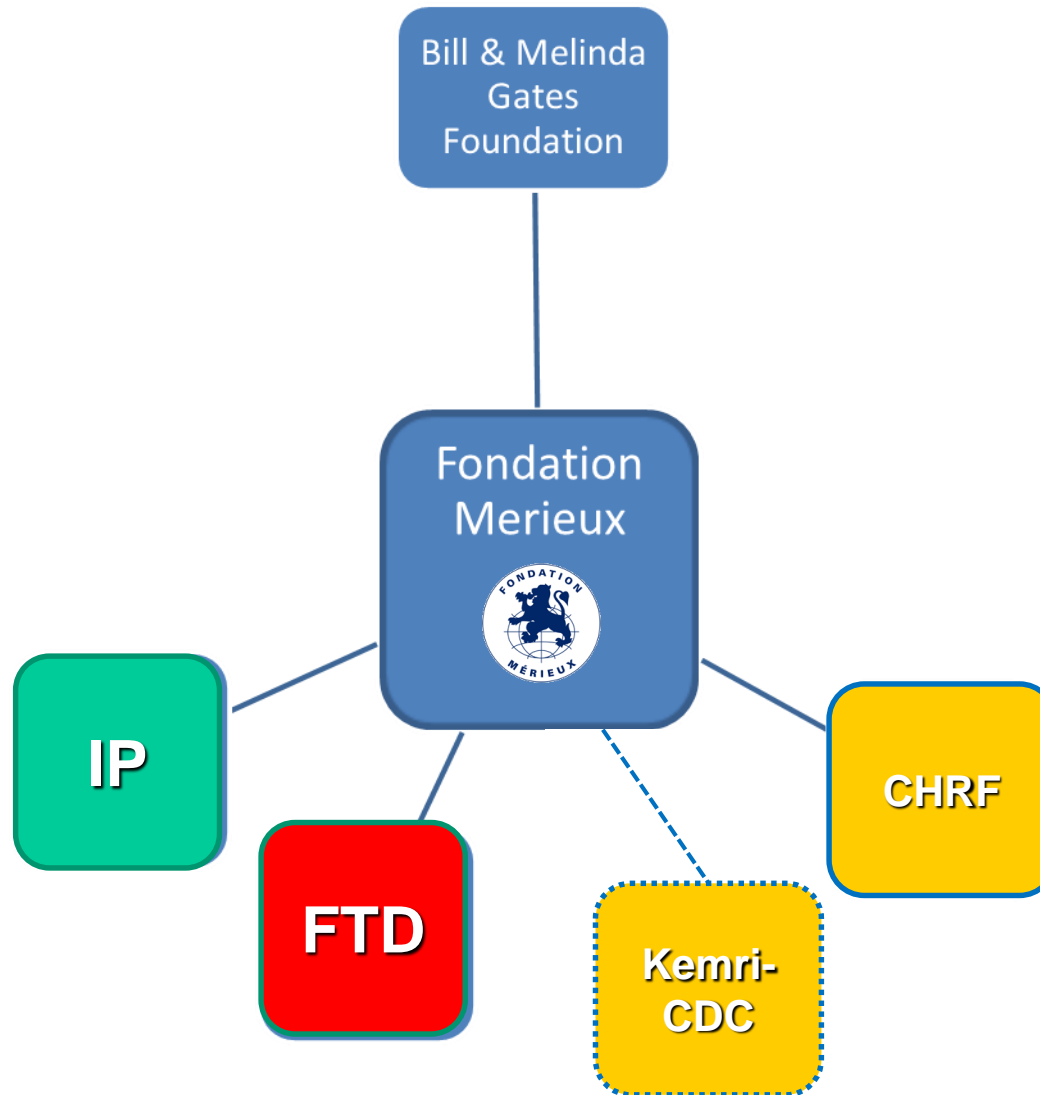 Bill & Melinda
Gates
Foundation
Fondation
Merieux
FONDATION
MÉRIEUX
IP
CHRF
FTD
Kemri-
CDC